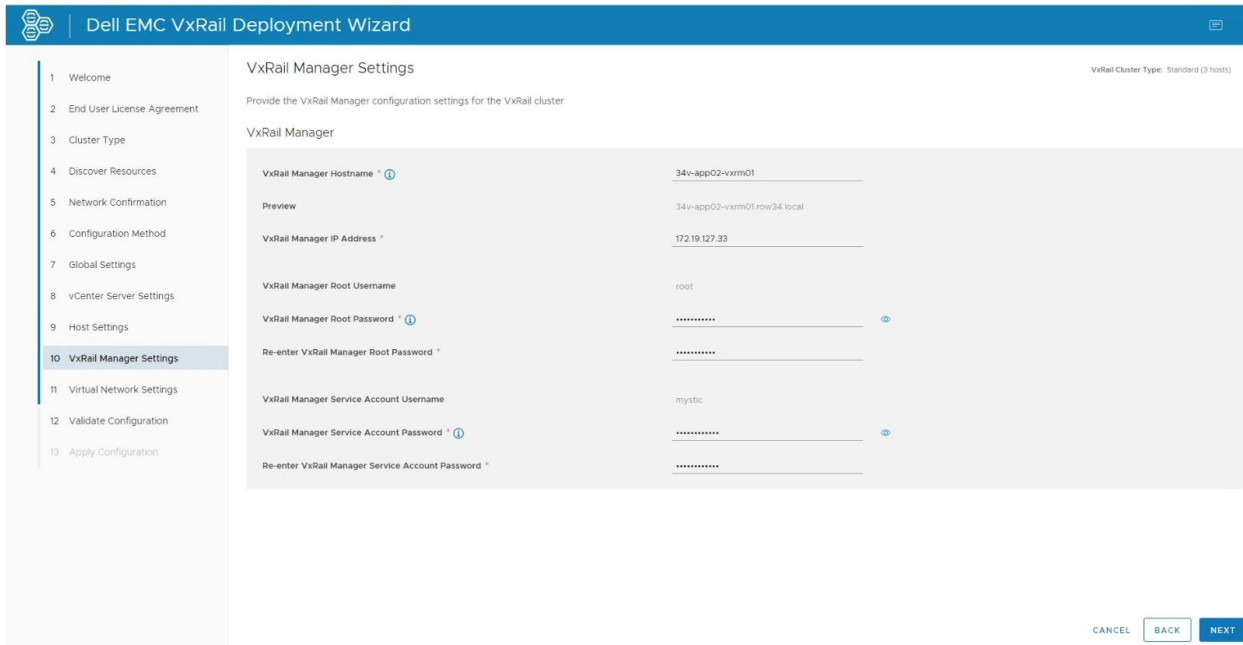 Dell EMC VxRail Deployment Wizard
1 Welcome
2 End User License Agreement
3 Cluster Type
4 Discover Resources
5 Network Confirmation
6 Configuration Method
7 Global Settings
8 vCenter Server Settings
9 Host Settings
10 VxRail Manager Settings
11 Virtual Network Settings
12 Validate Configuration
13 Apply Configuration
VxRail Manager Settings
VxRail Cluster Type: Standard (3 hosts)
Provide the VxRail Manager configuration settings for the VxRail cluster
VxRail Manager
VxRail Manager Hostname * 34v-app02-vxrm01
Preview 34v-app02-vxrm01.row34.local
VxRail Manager IP Address * 172.19.127.33
VxRail Manager Root Username root
VxRail Manager Root Password * •••••••••••
Re-enter VxRail Manager Root Password * •••••••••••
VxRail Manager Service Account Username mystic
VxRail Manager Service Account Password * ••••••••••••
Re-enter VxRail Manager Service Account Password * ••••••••••••
CANCEL BACK NEXT